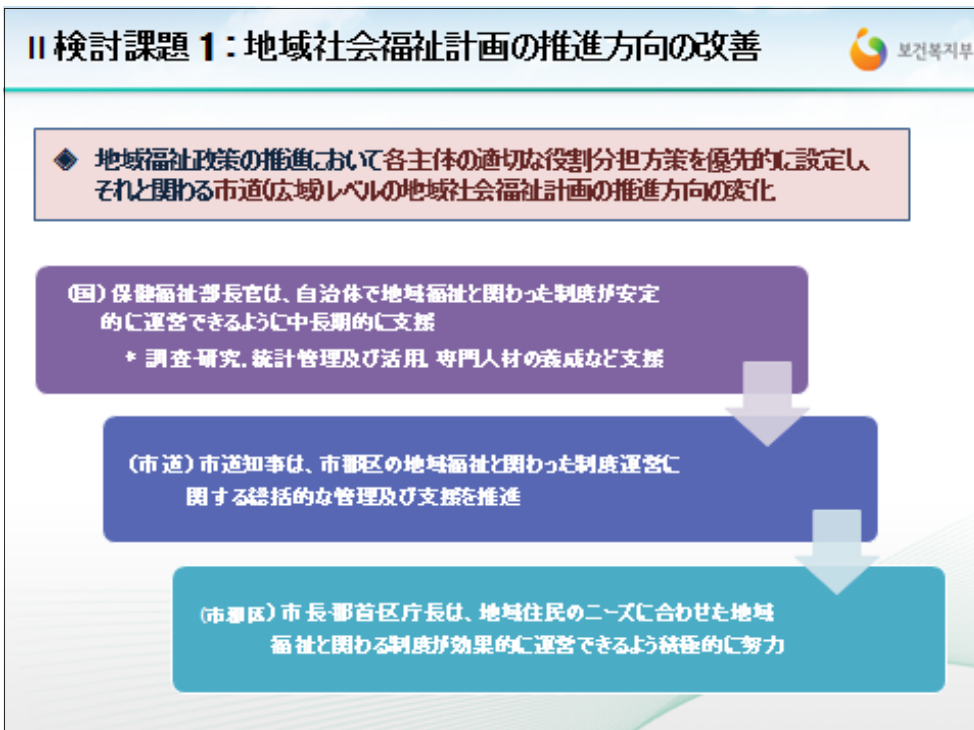 II 検討課題 1:地域社会福祉計画の推進方向の改善
보건복지부
◆ 地域福祉政策の推進において各主体の適切な役割分担方策を優先的に設定し、
それと関わる市道(広域)レベルの地域社会福祉計画の推進方向の変化
(国) 保健福祉部長官は、自治体で地域福祉と関わった制度が安定
的に運営できるように中長期的に支援
* 調査·研究, 統計管理及び活用, 専門人材の養成など支援
(市道) 市道知事は、市郡区の地域福祉と関わった制度運営に
関する総括的な管理及び支援を推進
(市郡区) 市長·郡首·区庁長は、地域住民のニーズに合わせた地域
福祉と関わる制度が効果的に運営できるよう積極的に努力